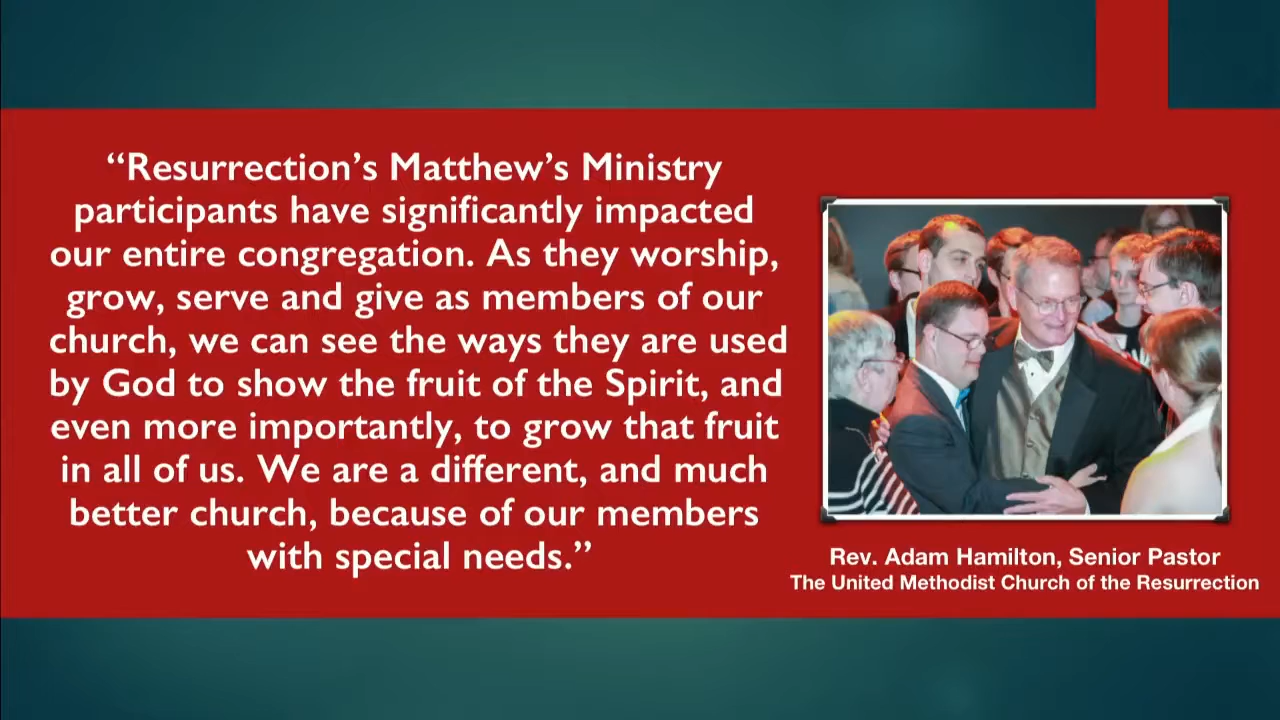 “Resurrection’s Matthew’s Ministry
participants have significantly impacted
our entire congregation. As they worship,
grow, serve and give as members of our
church, we can see the ways they are used
by God to show the fruit of the Spirit, and
even more importantly, to grow that fruit
in all of us. We are a different, and much
better church, because of our members
with special needs.”
Rev. Adam Hamilton, Senior Pastor
The United Methodist Church of the Resurrection